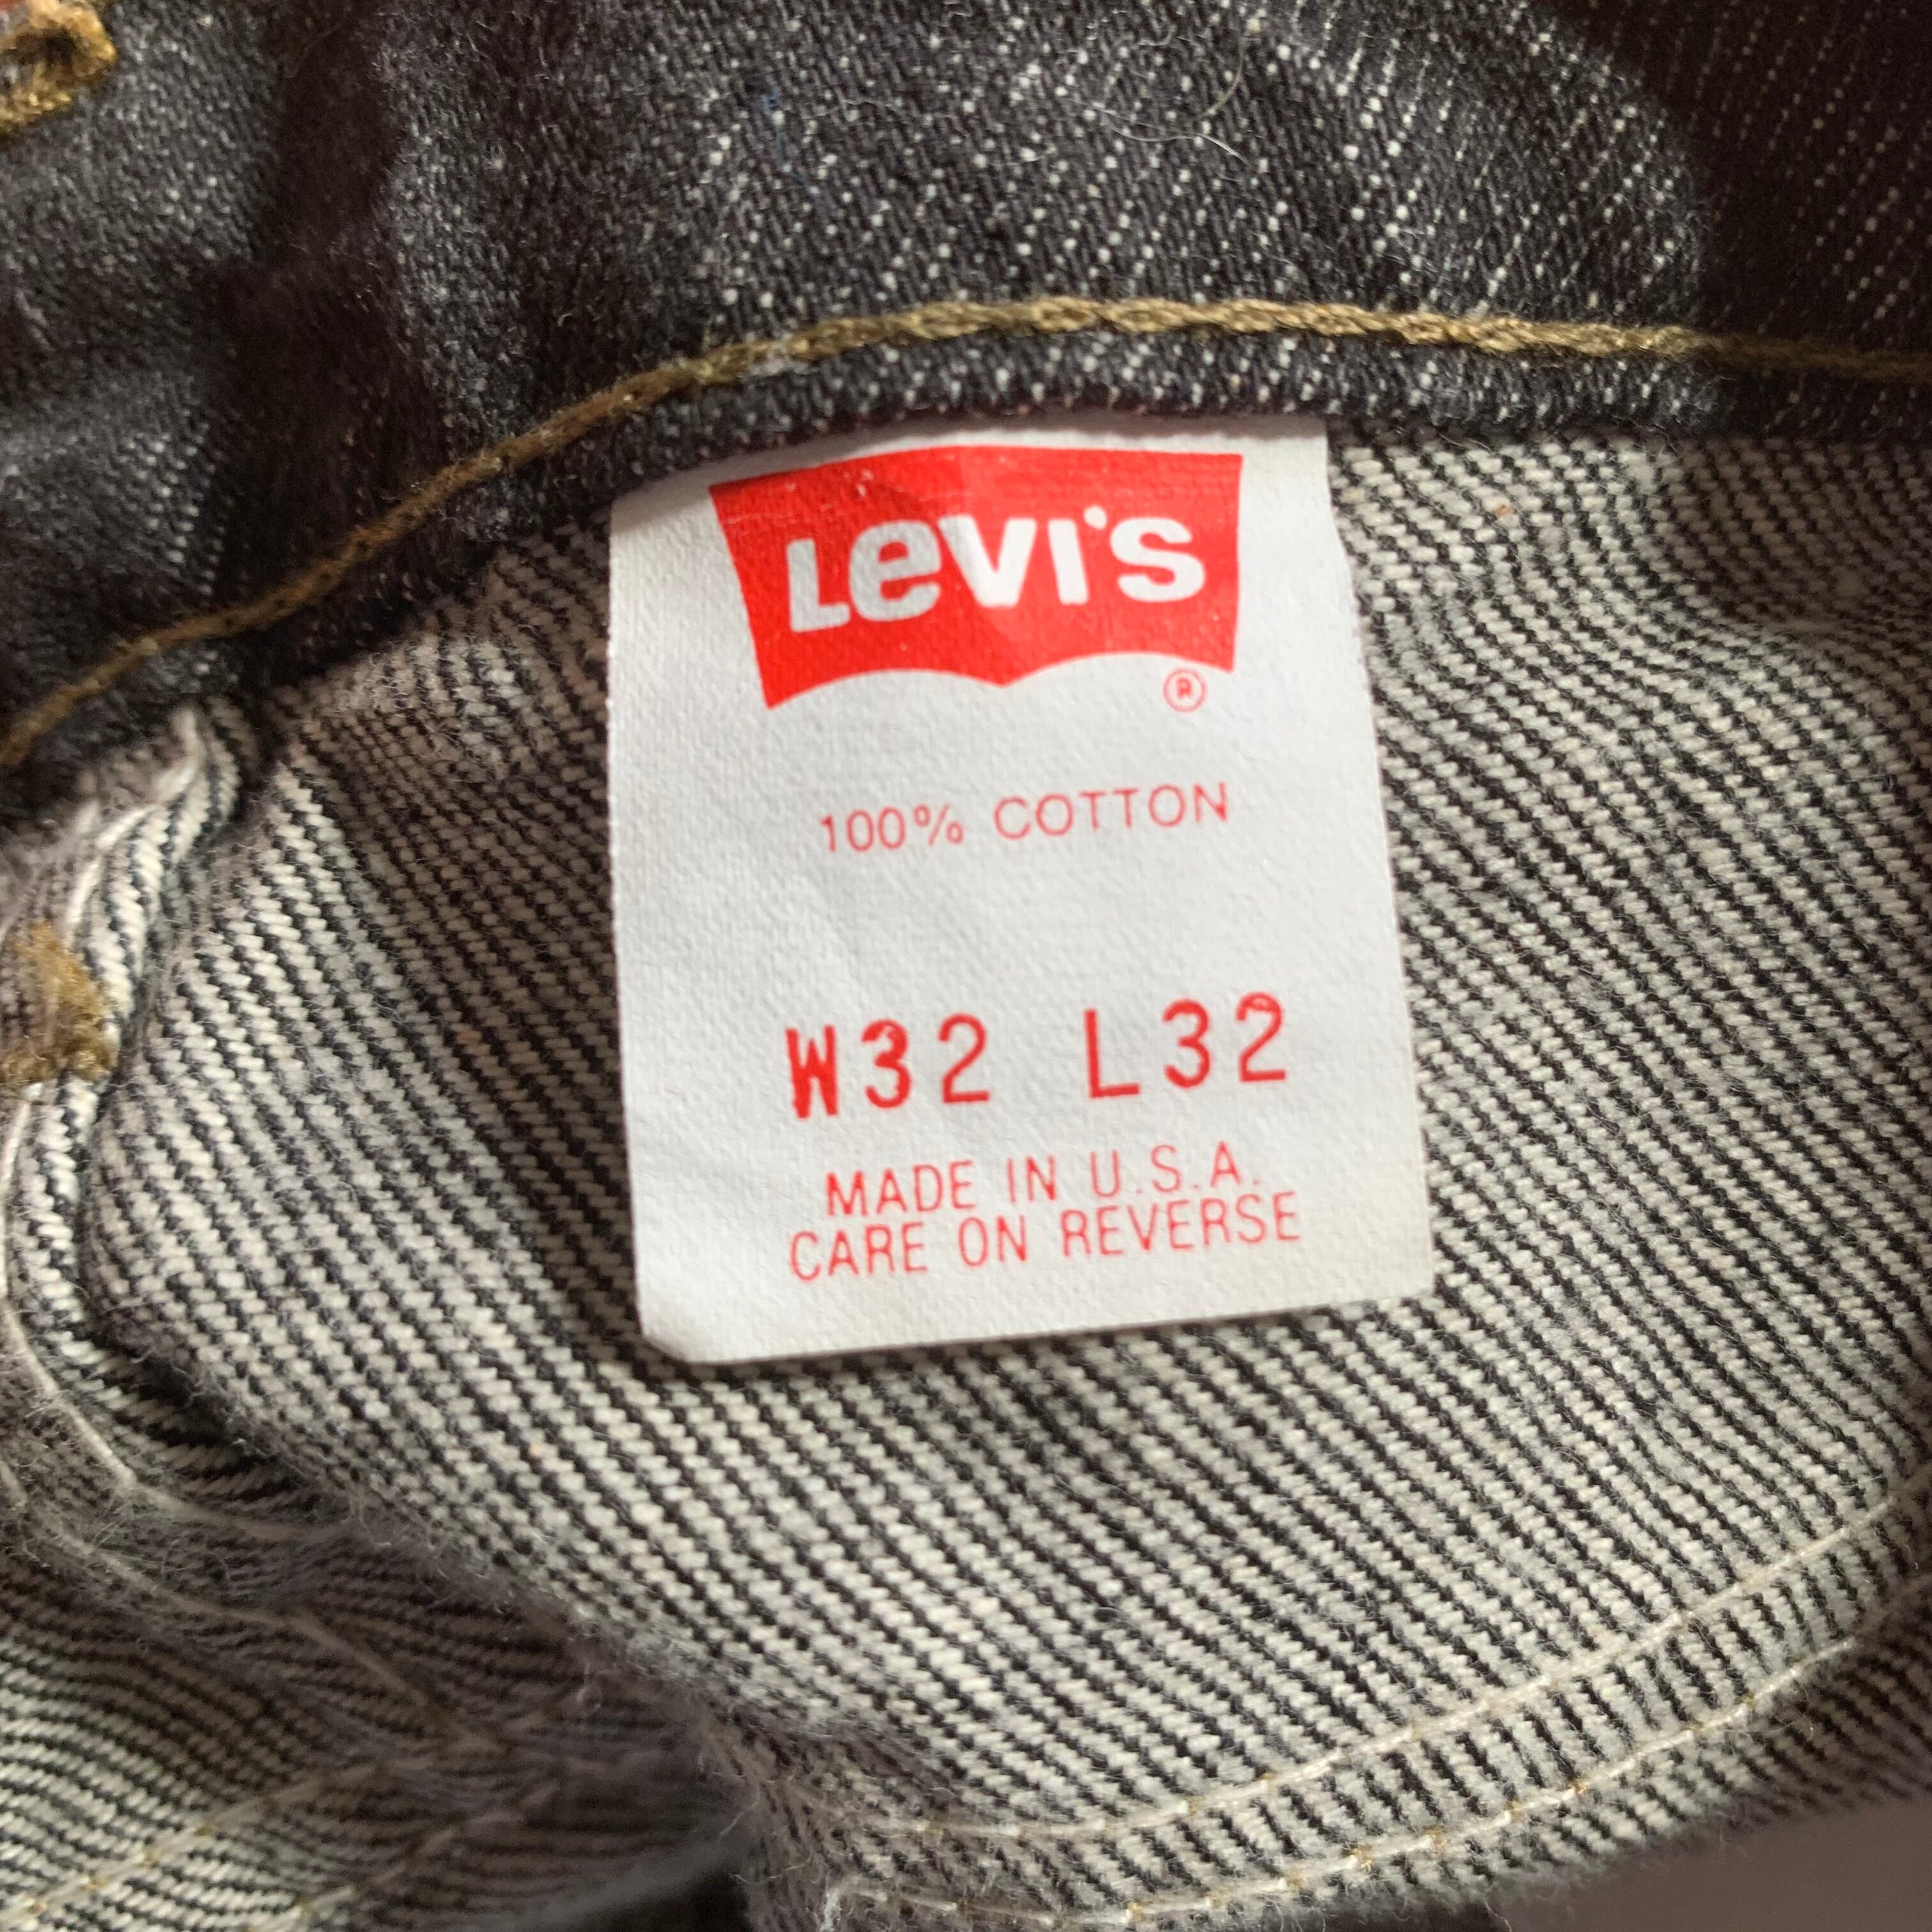 Levi's
®
100% COTTON
W32 L32
MADE IN U.S.A.
CARE ON REVERSE